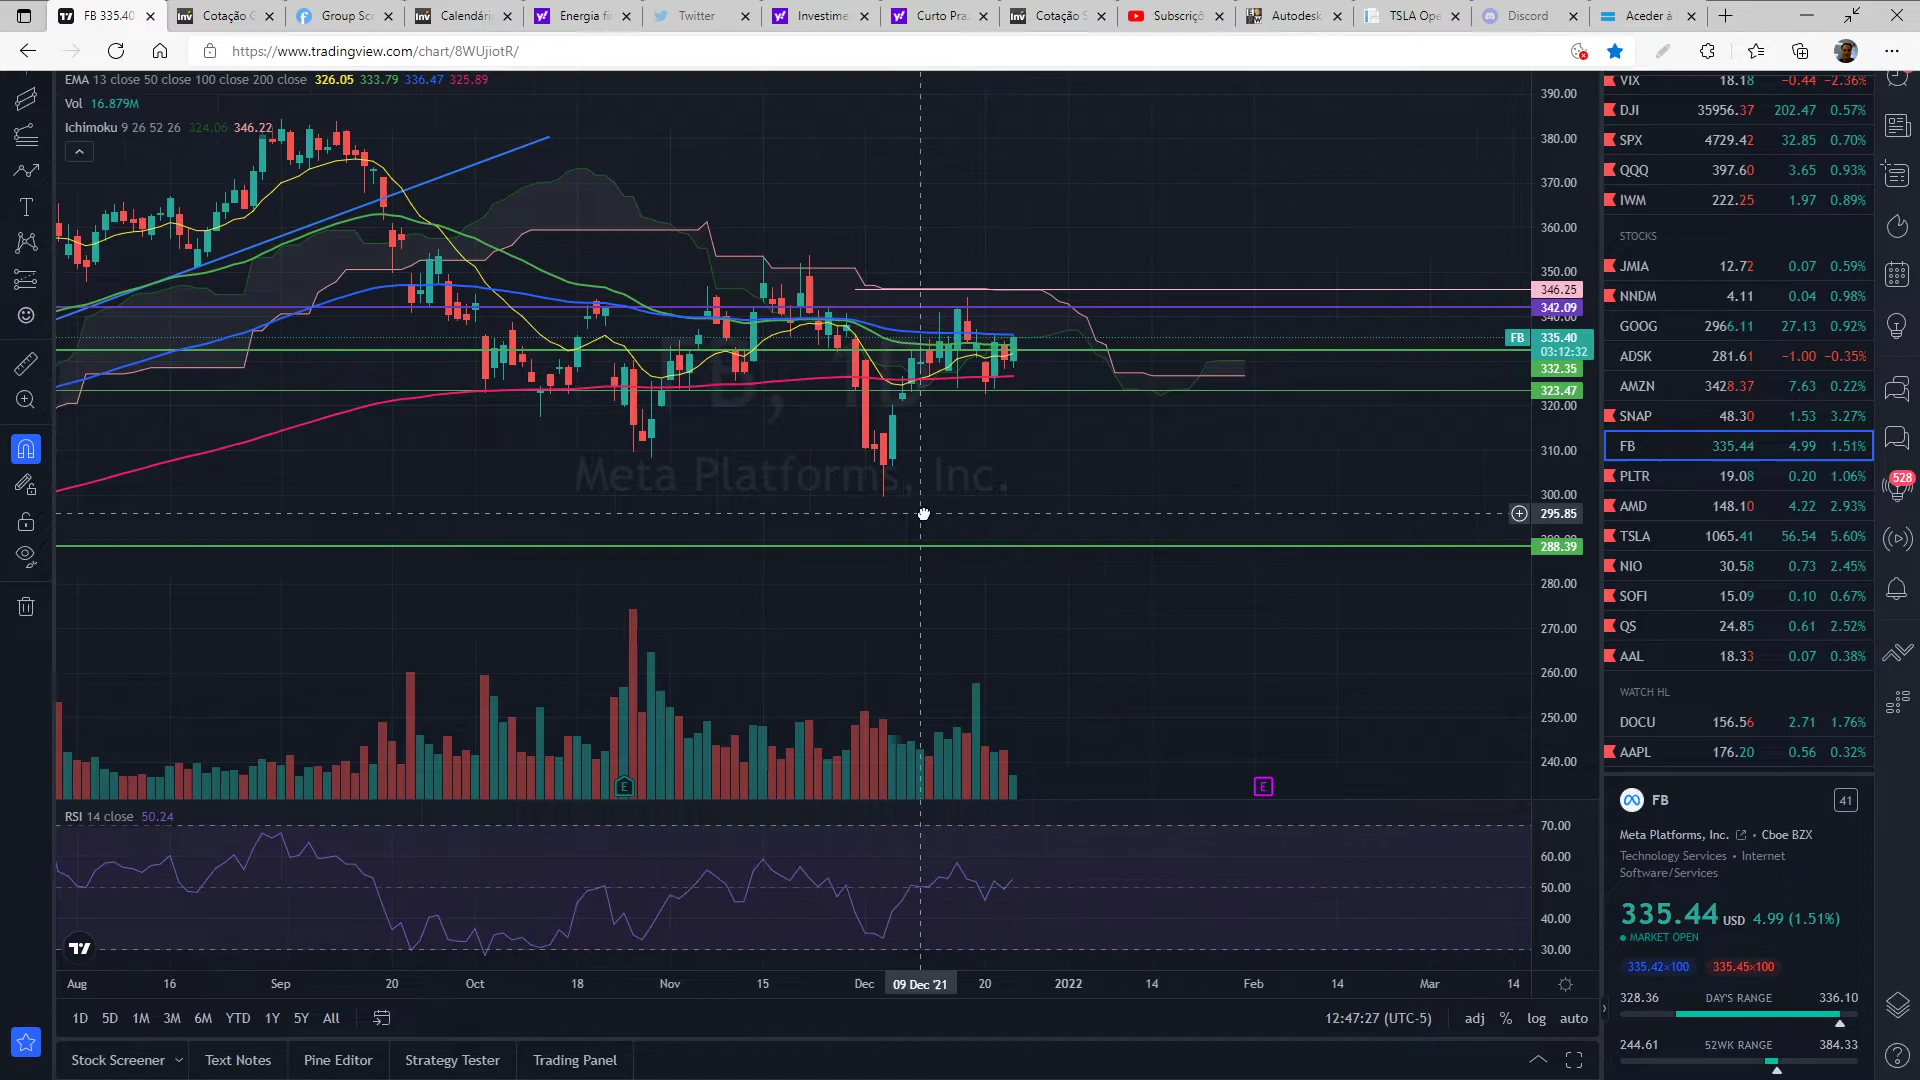 FB 335.40
Cotação
Group Sc
Calendári
Energia fi
Twitter
Investime
Curto Pra
Cotação S
Subscriçõ
Autodesk
TSLA Ope
Discord
Aceder à
https://www.tradingview.com/chart/8WUjiotR/
EMA 13 close 50 close 100 close 200 close 326.05 333.79 336.47 325.89
Vol 16.879M
Ichimoku 9 26 52 26 324.06 346.22
Meta Platforms, Inc.
390.00
380.00
370.00
360.00
350.00
346.25
342.09
340.00
FB 335.40
03:12:32
332.35
323.47
320.00
310.00
300.00
295.85
288.39
280.00
270.00
260.00
250.00
240.00
E
E
RSI 14 close 50.24
70.00
60.00
50.00
40.00
30.00
Aug 16 Sep 20 Oct 18 Nov 15 Dec 09 Dec '21 20 2022 14 Feb 14 Mar 14
1D 5D 1M 3M 6M YTD 1Y 5Y All
12:47:27 (UTC-5) adj % log auto
Stock Screener Text Notes Pine Editor Strategy Tester Trading Panel
VIX 18.18 −0.44 −2.36%
DJI 35956.37 202.47 0.57%
SPX 4729.42 32.85 0.70%
QQQ 397.60 3.65 0.93%
IWM 222.25 1.97 0.89%
STOCKS
JMIA 12.72 0.07 0.59%
NNDM 4.11 0.04 0.98%
GOOG 2966.11 27.13 0.92%
ADSK 281.61 −1.00 −0.35%
AMZN 3428.37 7.63 0.22%
SNAP 48.30 1.53 3.27%
FB 335.44 4.99 1.51%
PLTR 19.08 0.20 1.06%
AMD 148.10 4.22 2.93%
TSLA 1065.41 56.54 5.60%
NIO 30.58 0.73 2.45%
SOFI 15.09 0.10 0.67%
QS 24.85 0.61 2.52%
AAL 18.33 0.07 0.38%
WATCH HL
DOCU 156.56 2.71 1.76%
AAPL 176.20 0.56 0.32%
FB 41
Meta Platforms, Inc. • Cboe BZX
Technology Services • Internet
Software/Services
335.44 USD 4.99 (1.51%)
MARKET OPEN
335.42×100 335.45×100
328.36 DAY'S RANGE 336.10
244.61 52WK RANGE 384.33
528